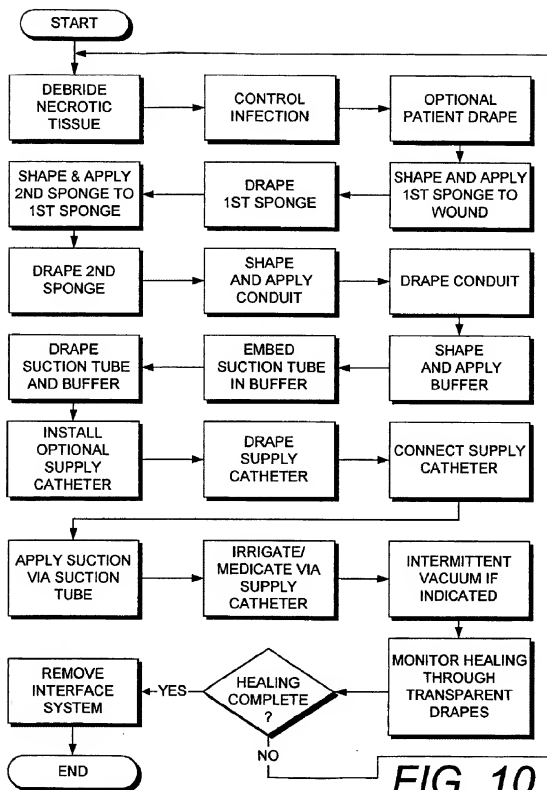 START
DEBRIDE
NECROTIC
TISSUE
CONTROL
INFECTION
OPTIONAL
PATIENT DRAPE
SHAPE AND APPLY
1ST SPONGE TO
WOUND
DRAPE
1ST SPONGE
SHAPE & APPLY
2ND SPONGE TO
1ST SPONGE
DRAPE 2ND
SPONGE
SHAPE
AND APPLY
CONDUIT
DRAPE CONDUIT
SHAPE
AND APPLY
BUFFER
EMBED
SUCTION TUBE
IN BUFFER
DRAPE
SUCTION TUBE
AND BUFFER
INSTALL
OPTIONAL
SUPPLY
CATHETER
DRAPE
SUPPLY
CATHETER
CONNECT SUPPLY
CATHETER
APPLY SUCTION
VIA SUCTION
TUBE
IRRIGATE/
MEDICATE VIA
SUPPLY
CATHETER
INTERMITTENT
VACUUM IF
INDICATED
MONITOR HEALING
THROUGH
TRANSPARENT
DRAPES
HEALING
COMPLETE
?
YES
REMOVE
INTERFACE
SYSTEM
NO
END
FIG. 10